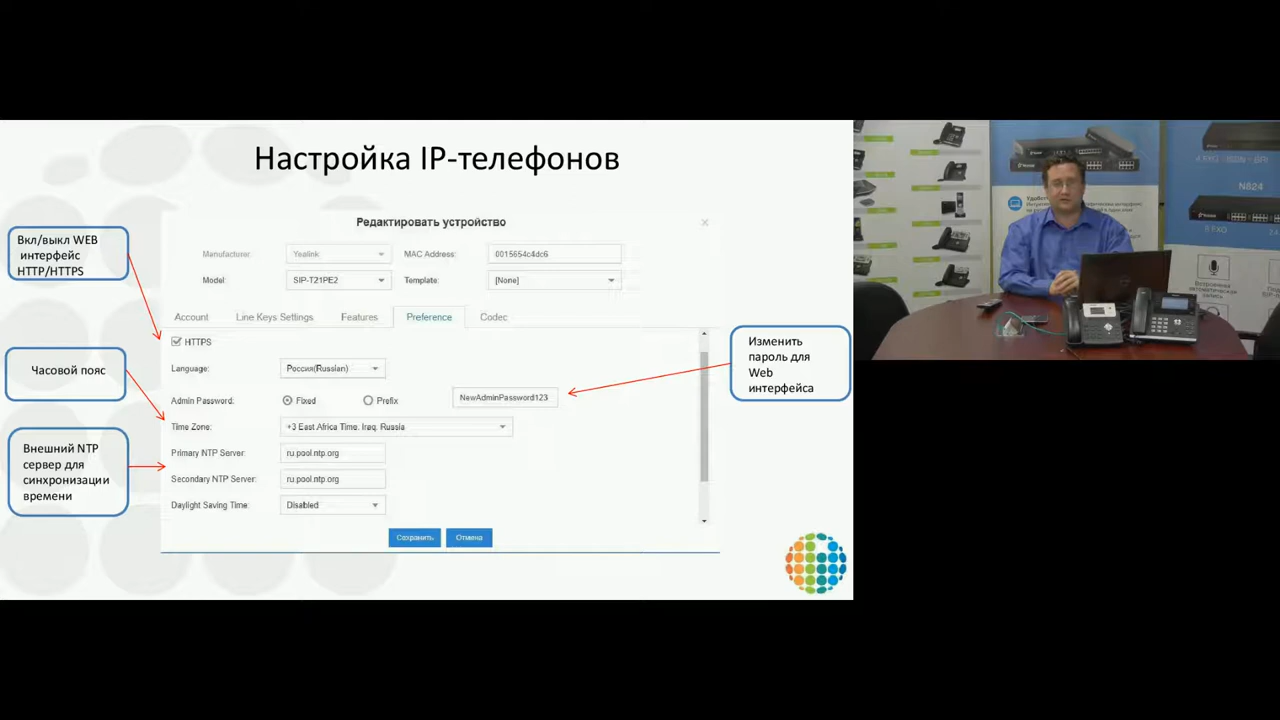 Настройка IP-телефонов
Вкл/выкл WEB
интерфейс
HTTP/HTTPS
Часовой пояс
Внешний NTP
сервер для
синхронизации
времени
Редактировать устройство
Manufacturer: Yealink MAC Address: 0015654c4dc6
Model: SIP-T21PE2 Template: [None]
Account Line Keys Settings Features Preference Codec
HTTPS
Language: Россия(Russian)
Admin Password: Fixed Prefix NewAdminPassword123
Time Zone: +3 East Africa Time, Iraq, Russia
Primary NTP Server: ru.pool.ntp.org
Secondary NTP Server: ru.pool.ntp.org
Daylight Saving Time: Disabled
Сохранить Отмена
Изменить
пароль для
Web
интерфейса
N824